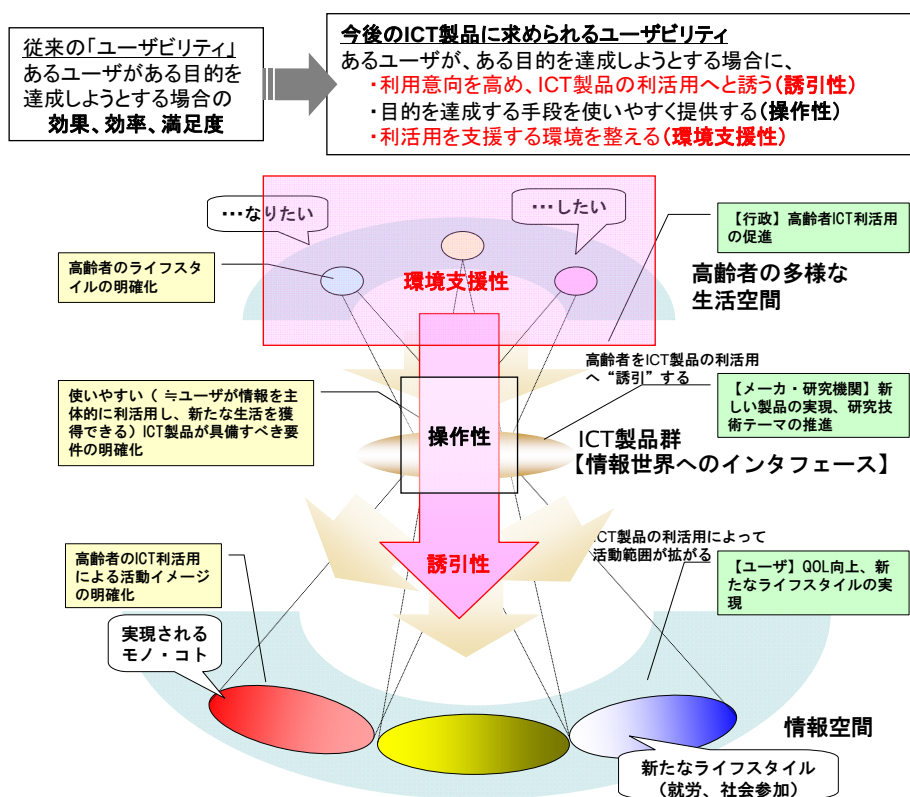 従来の「ユーザビリティ」
あるユーザがある目的を
達成しようとする場合の
効果、効率、満足度
今後のICT製品に求められるユーザビリティ
あるユーザが、ある目的を達成しようとする場合に、
・利用意向を高め、ICT製品の利活用へと誘う(誘引性)
・目的を達成する手段を使いやすく提供する(操作性)
・利活用を支援する環境を整える(環境支援性)
・・・なりたい
・・・したい
【行政】高齢者ICT利活用
の促進
高齢者のライフスタ
イルの明確化
環境支援性
高齢者の多様な
生活空間
高齢者をICT製品の利活用
へ“誘引”する
使いやすい（ ≒ユーザが情報を主
体的に利用し、新たな生活を獲
得できる）ICT製品が具備すべき要
件の明確化
操作性
【メーカ・研究機関】新
しい製品の実現、研究技
術テーマの推進
ICT製品群
【情報世界へのインタフェース】
高齢者のICT利活用
による活動イメージ
の明確化
誘引性
ICT製品の利活用によって
活動範囲が拡がる
【ユーザ】QOL向上、新
たなライフスタイルの実
現
実現される
モノ・コト
情報空間
新たなライフスタイル
（就労、社会参加）